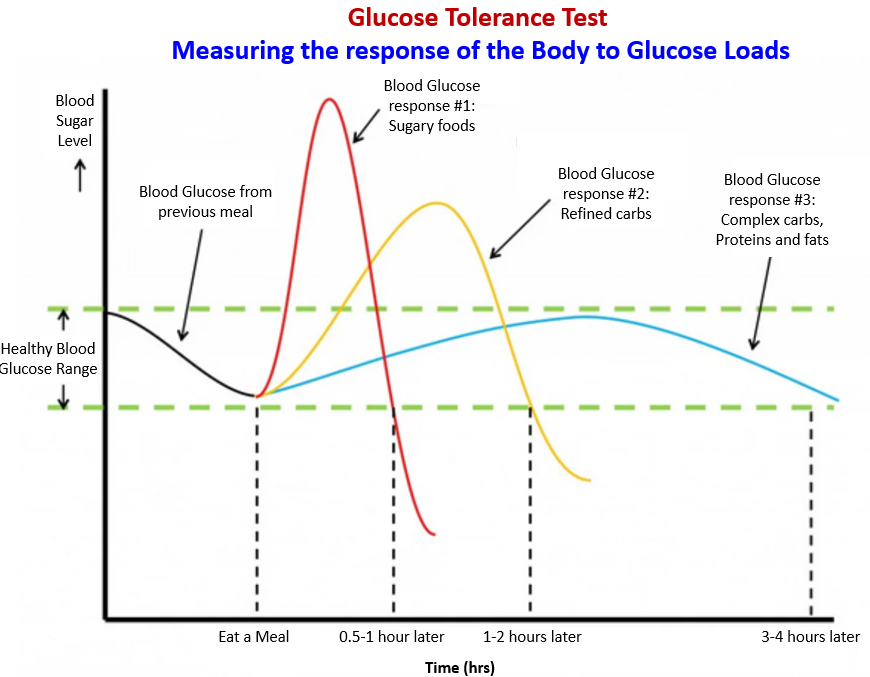 Glucose Tolerance Test
Measuring the response of the Body to Glucose Loads
Blood
Sugar
Level
Blood Glucose
response #1:
Sugary foods
Blood Glucose from
previous meal
Blood Glucose
response #2:
Refined carbs
Blood Glucose
response #3:
Complex carbs,
Proteins and fats
Healthy Blood
Glucose Range
Eat a Meal
0.5-1 hour later
1-2 hours later
3-4 hours later
Time (hrs)